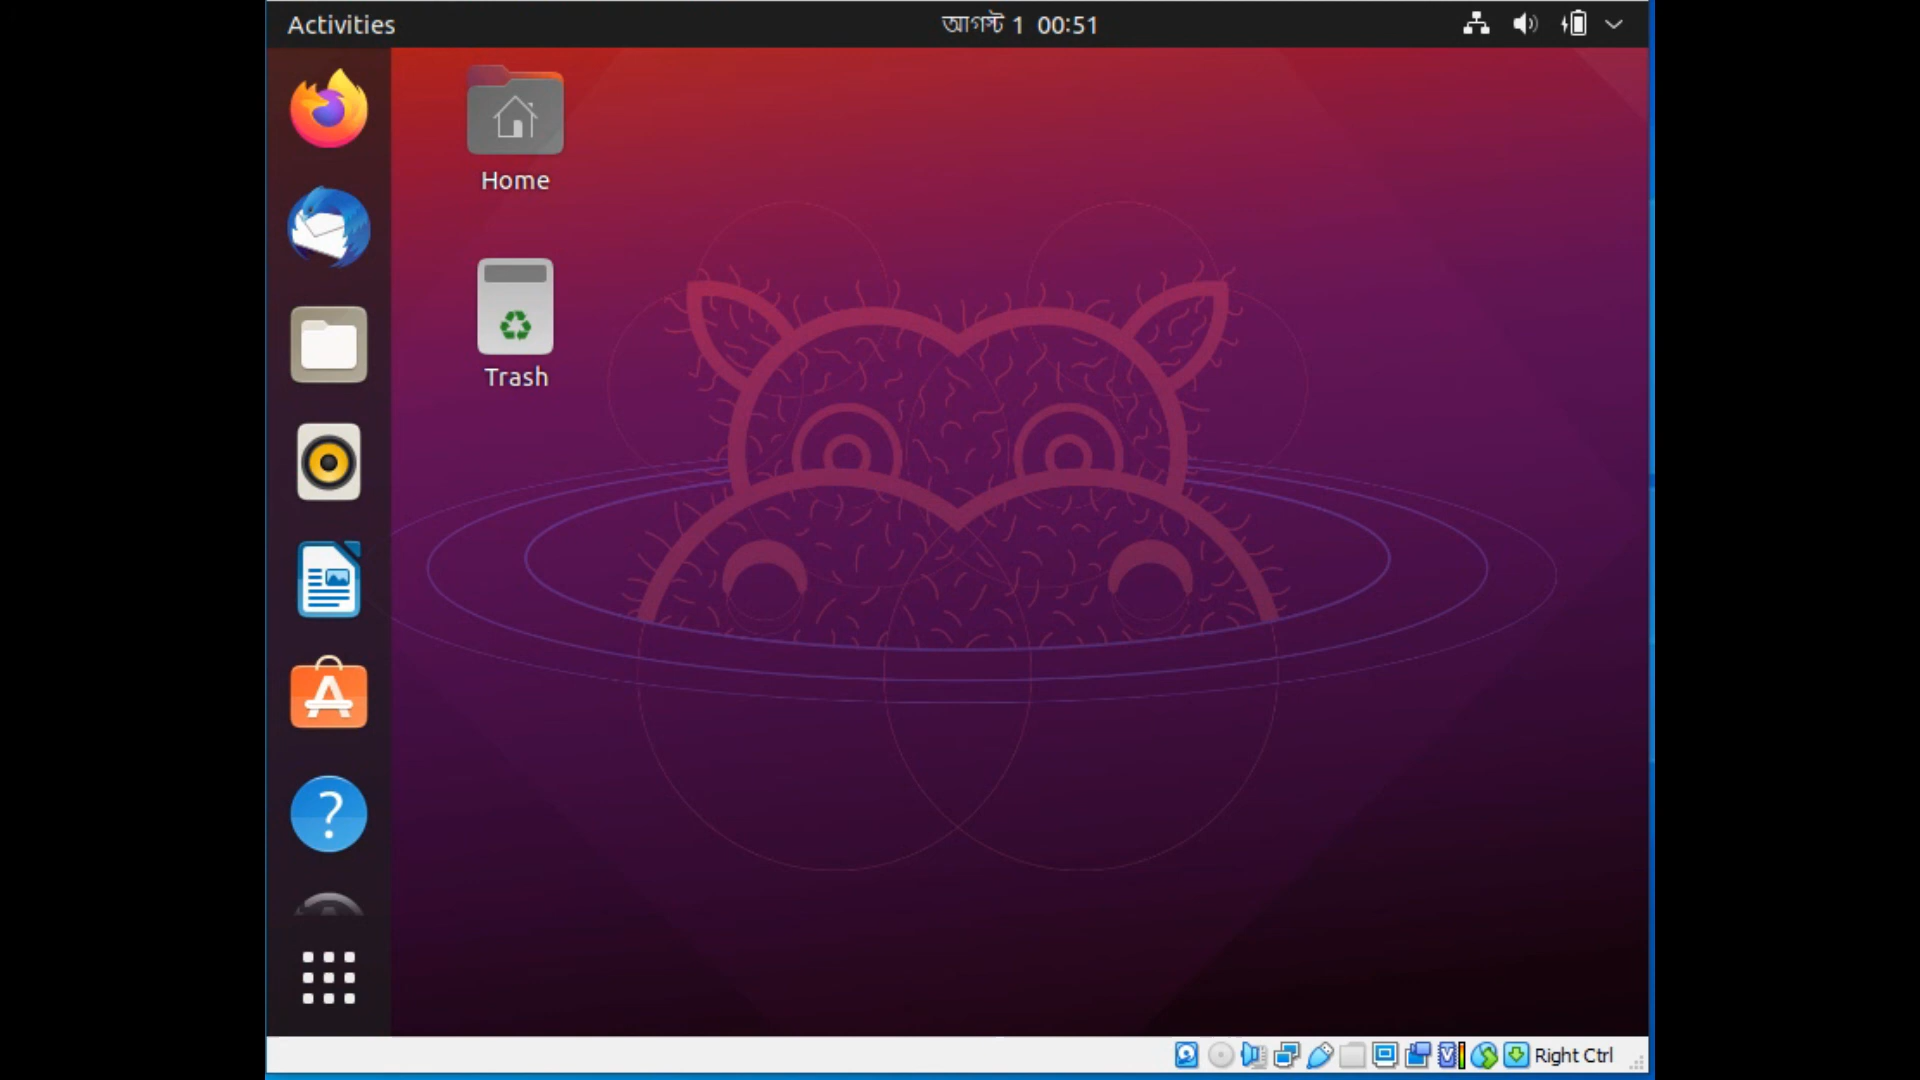 Activities
আগস্ট 1 00:51
Home
Trash
Right Ctrl